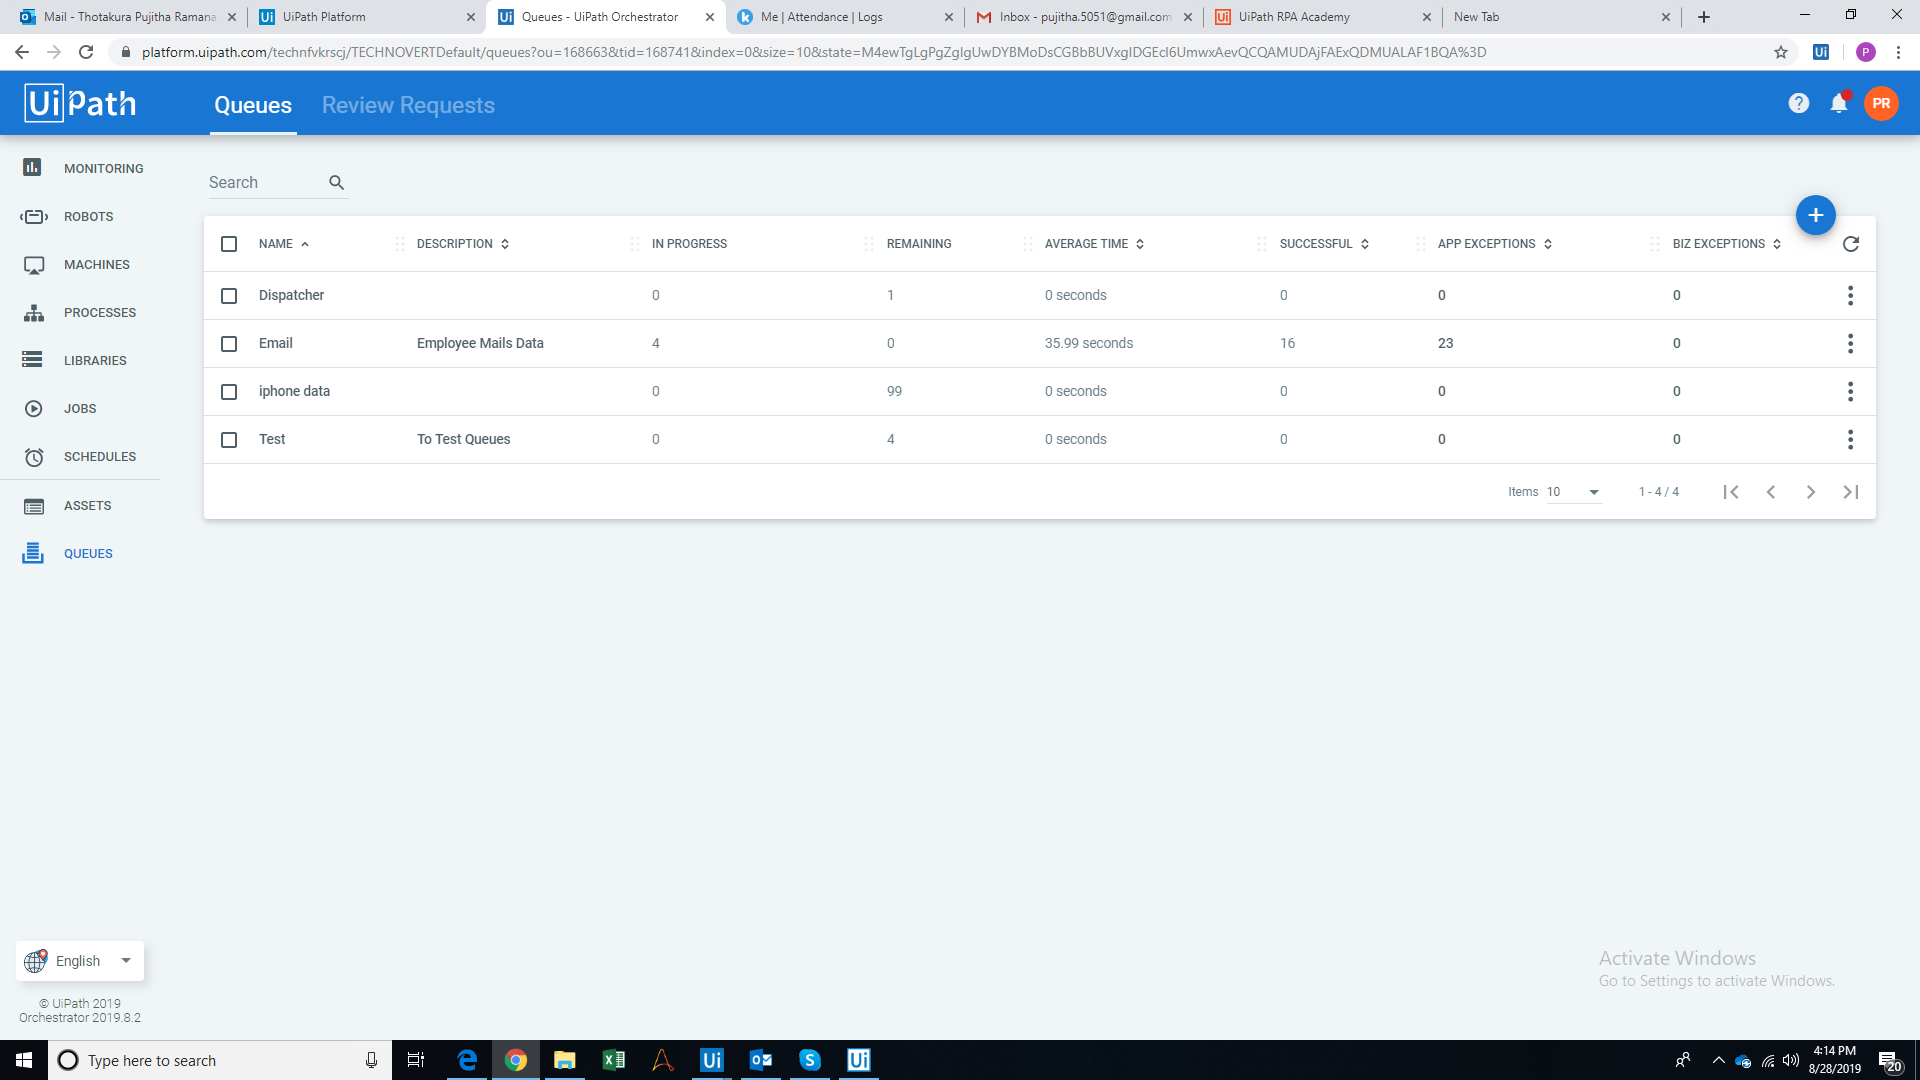 Mail - Thotakura Pujitha Ramana
UiPath Platform
Queues - UiPath Orchestrator
Me | Attendance | Logs
Inbox - pujitha.5051@gmail.com
UiPath RPA Academy
New Tab
platform.uipath.com/technfvkrscj/TECHNOVERTDefault/queues?ou=168663&tid=168741&index=0&size=10&state=M4ewTgLgPgZgIgUwDYBMoDsCGBbBUVxgIDGEcI6UmwxAevQCQAMUDAjFAExQDMUALAF1BQA%3D
Ui
P
UiPath
Queues
Review Requests
PR
MONITORING
ROBOTS
MACHINES
PROCESSES
LIBRARIES
JOBS
SCHEDULES
ASSETS
QUEUES
Search
NAME DESCRIPTION IN PROGRESS REMAINING AVERAGE TIME SUCCESSFUL APP EXCEPTIONS BIZ EXCEPTIONS
Dispatcher 0 1 0 seconds 0 0 0
Email Employee Mails Data 4 0 35.99 seconds 16 23 0
iphone data 0 99 0 seconds 0 0 0
Test To Test Queues 0 4 0 seconds 0 0 0
Items 10 1 - 4 / 4
English
© UiPath 2019
Orchestrator 2019.8.2
Activate Windows
Go to Settings to activate Windows.
Type here to search
4:14 PM
8/28/2019
20